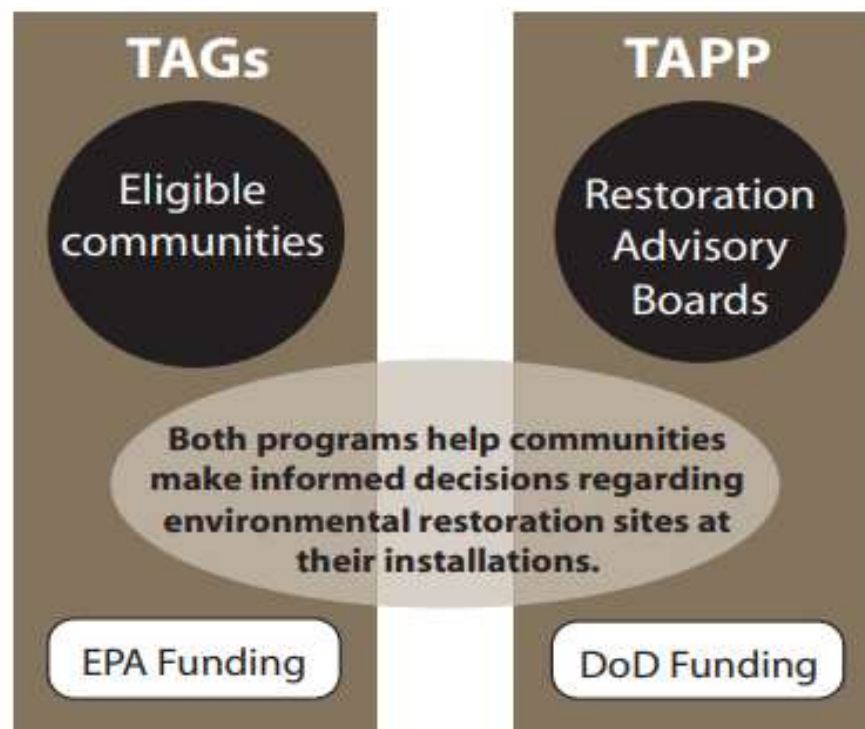 TAGs
Eligible
communities
TAPP
Restoration
Advisory
Boards
Both programs help communities
make informed decisions regarding
environmental restoration sites at
their installations.
EPA Funding
DoD Funding